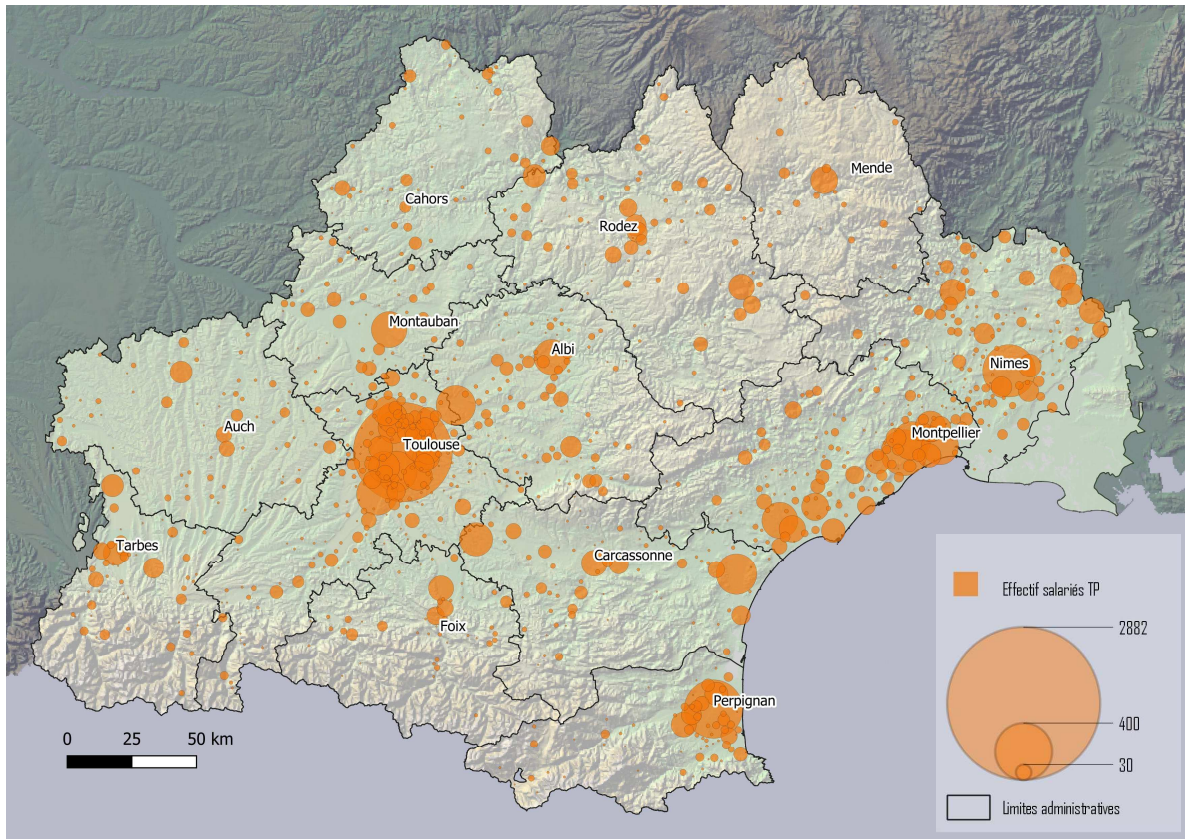 Mende
Cahors
Rodez
Montauban
Albi
Nimes
Auch
Toulouse
Montpellier
Tarbes
Carcassonne
Foix
Perpignan
0 25 50 km
Effectif salariés TP
2882
400
30
Limites administratives